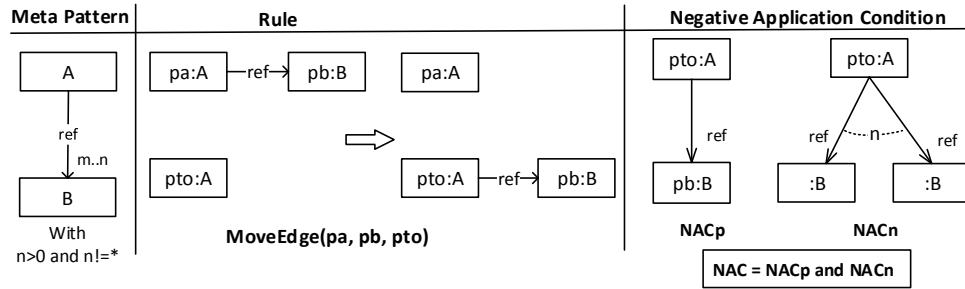 Meta Pattern
Rule
Negative Application Condition
A
ref
m..n
B
With
n>0 and n!=*
pa:A
ref
pb:B
pa:A
pto:A
pto:A
ref
pb:B
MoveEdge(pa, pb, pto)
pto:A
ref
pb:B
NACp
pto:A
ref
n
ref
:B
:B
NACn
NAC = NACp and NACn